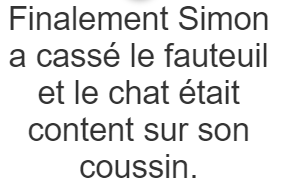 Finalement Simon
a cassé le fauteuil
et le chat était
content sur son
coussin.